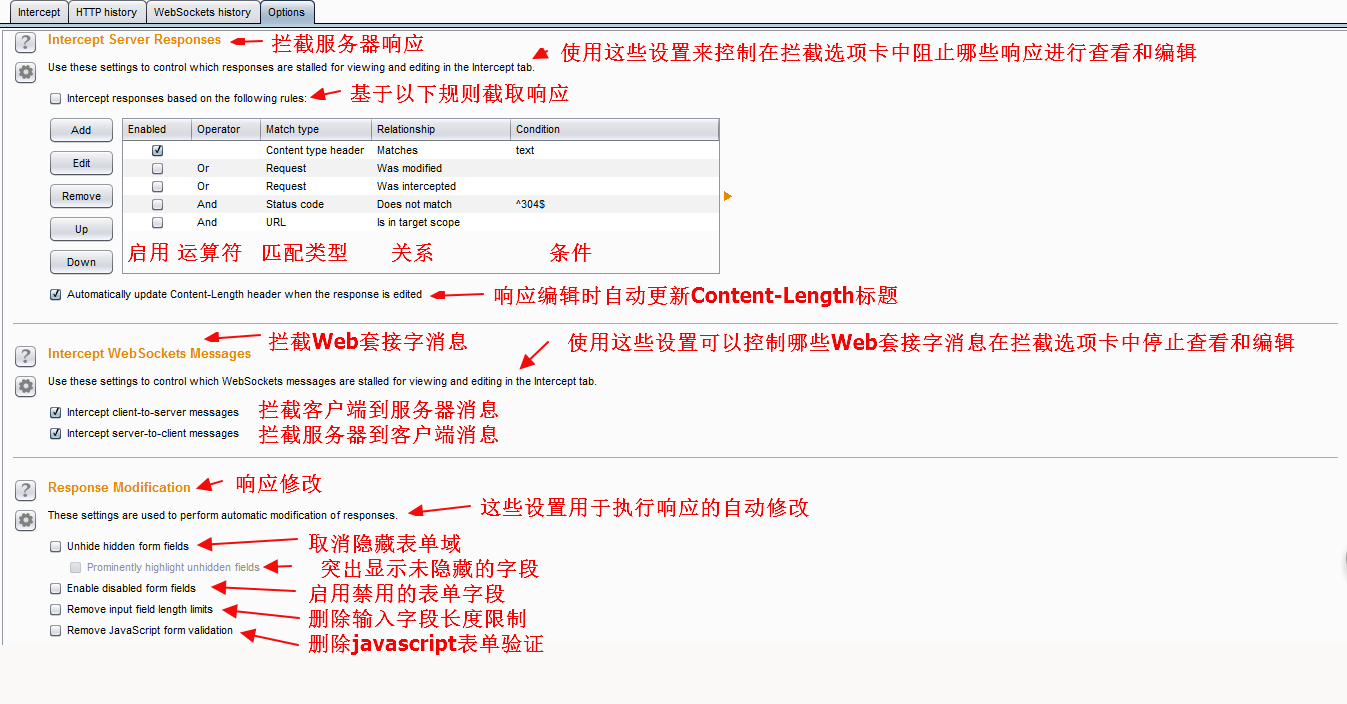 Intercept HTTP history WebSockets history Options
? Intercept Server Responses 拦截服务器响应
Use these settings to control which responses are stalled for viewing and editing in the Intercept tab. 使用这些设置来控制在拦截选项卡中阻止哪些响应进行查看和编辑
Intercept responses based on the following rules: 基于以下规则截取响应
Add Enabled Operator Match type Relationship Condition
Content type header Matches text
Edit Or Request Was modified
Or Request Was intercepted
Remove And Status code Does not match ^304$
Up And URL Is in target scope
Down 启用 运算符 匹配类型 关系 条件
Automatically update Content-Length header when the response is edited 响应编辑时自动更新Content-Length标题
? Intercept WebSockets Messages 拦截Web套接字消息
使用这些设置可以控制哪些Web套接字消息在拦截选项卡中停止查看和编辑
Use these settings to control which WebSockets messages are stalled for viewing and editing in the Intercept tab.
Intercept client-to-server messages 拦截客户端到服务器消息
Intercept server-to-client messages 拦截服务器到客户端消息
? Response Modification 响应修改
These settings are used to perform automatic modification of responses. 这些设置用于执行响应的自动修改
Unhide hidden form fields 取消隐藏表单域
Prominently highlight unhidden fields 突出显示未隐藏的字段
Enable disabled form fields 启用禁用的表单字段
Remove input field length limits 删除输入字段长度限制
Remove JavaScript form validation 删除javascript表单验证